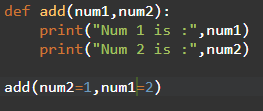 def add(num1,num2):
    print("Num 1 is :",num1)
    print("Num 2 is :",num2)
add(num2=1,num1=2)